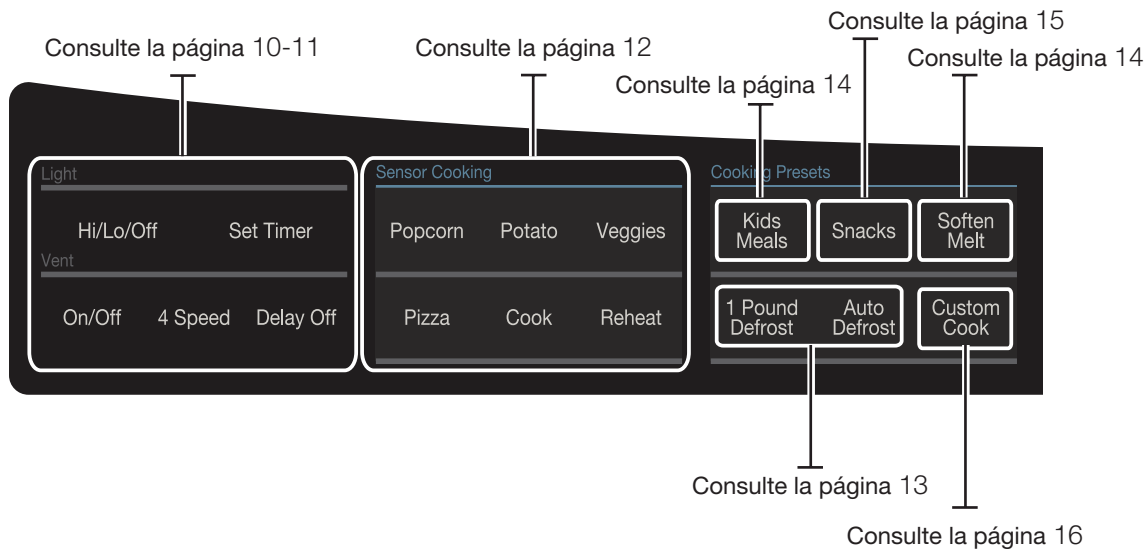 Consulte la página 15
Consulte la página 10-11
Consulte la página 12
Consulte la página 14
Consulte la página 14
Light
Hi/Lo/Off
Set Timer
Vent
On/Off
4 Speed
Delay Off
Sensor Cooking
Popcorn
Potato
Veggies
Pizza
Cook
Reheat
Cooking Presets
Kids
Meals
Snacks
Soften
Melt
1 Pound
Defrost
Auto
Defrost
Custom
Cook
Consulte la página 13
Consulte la página 16